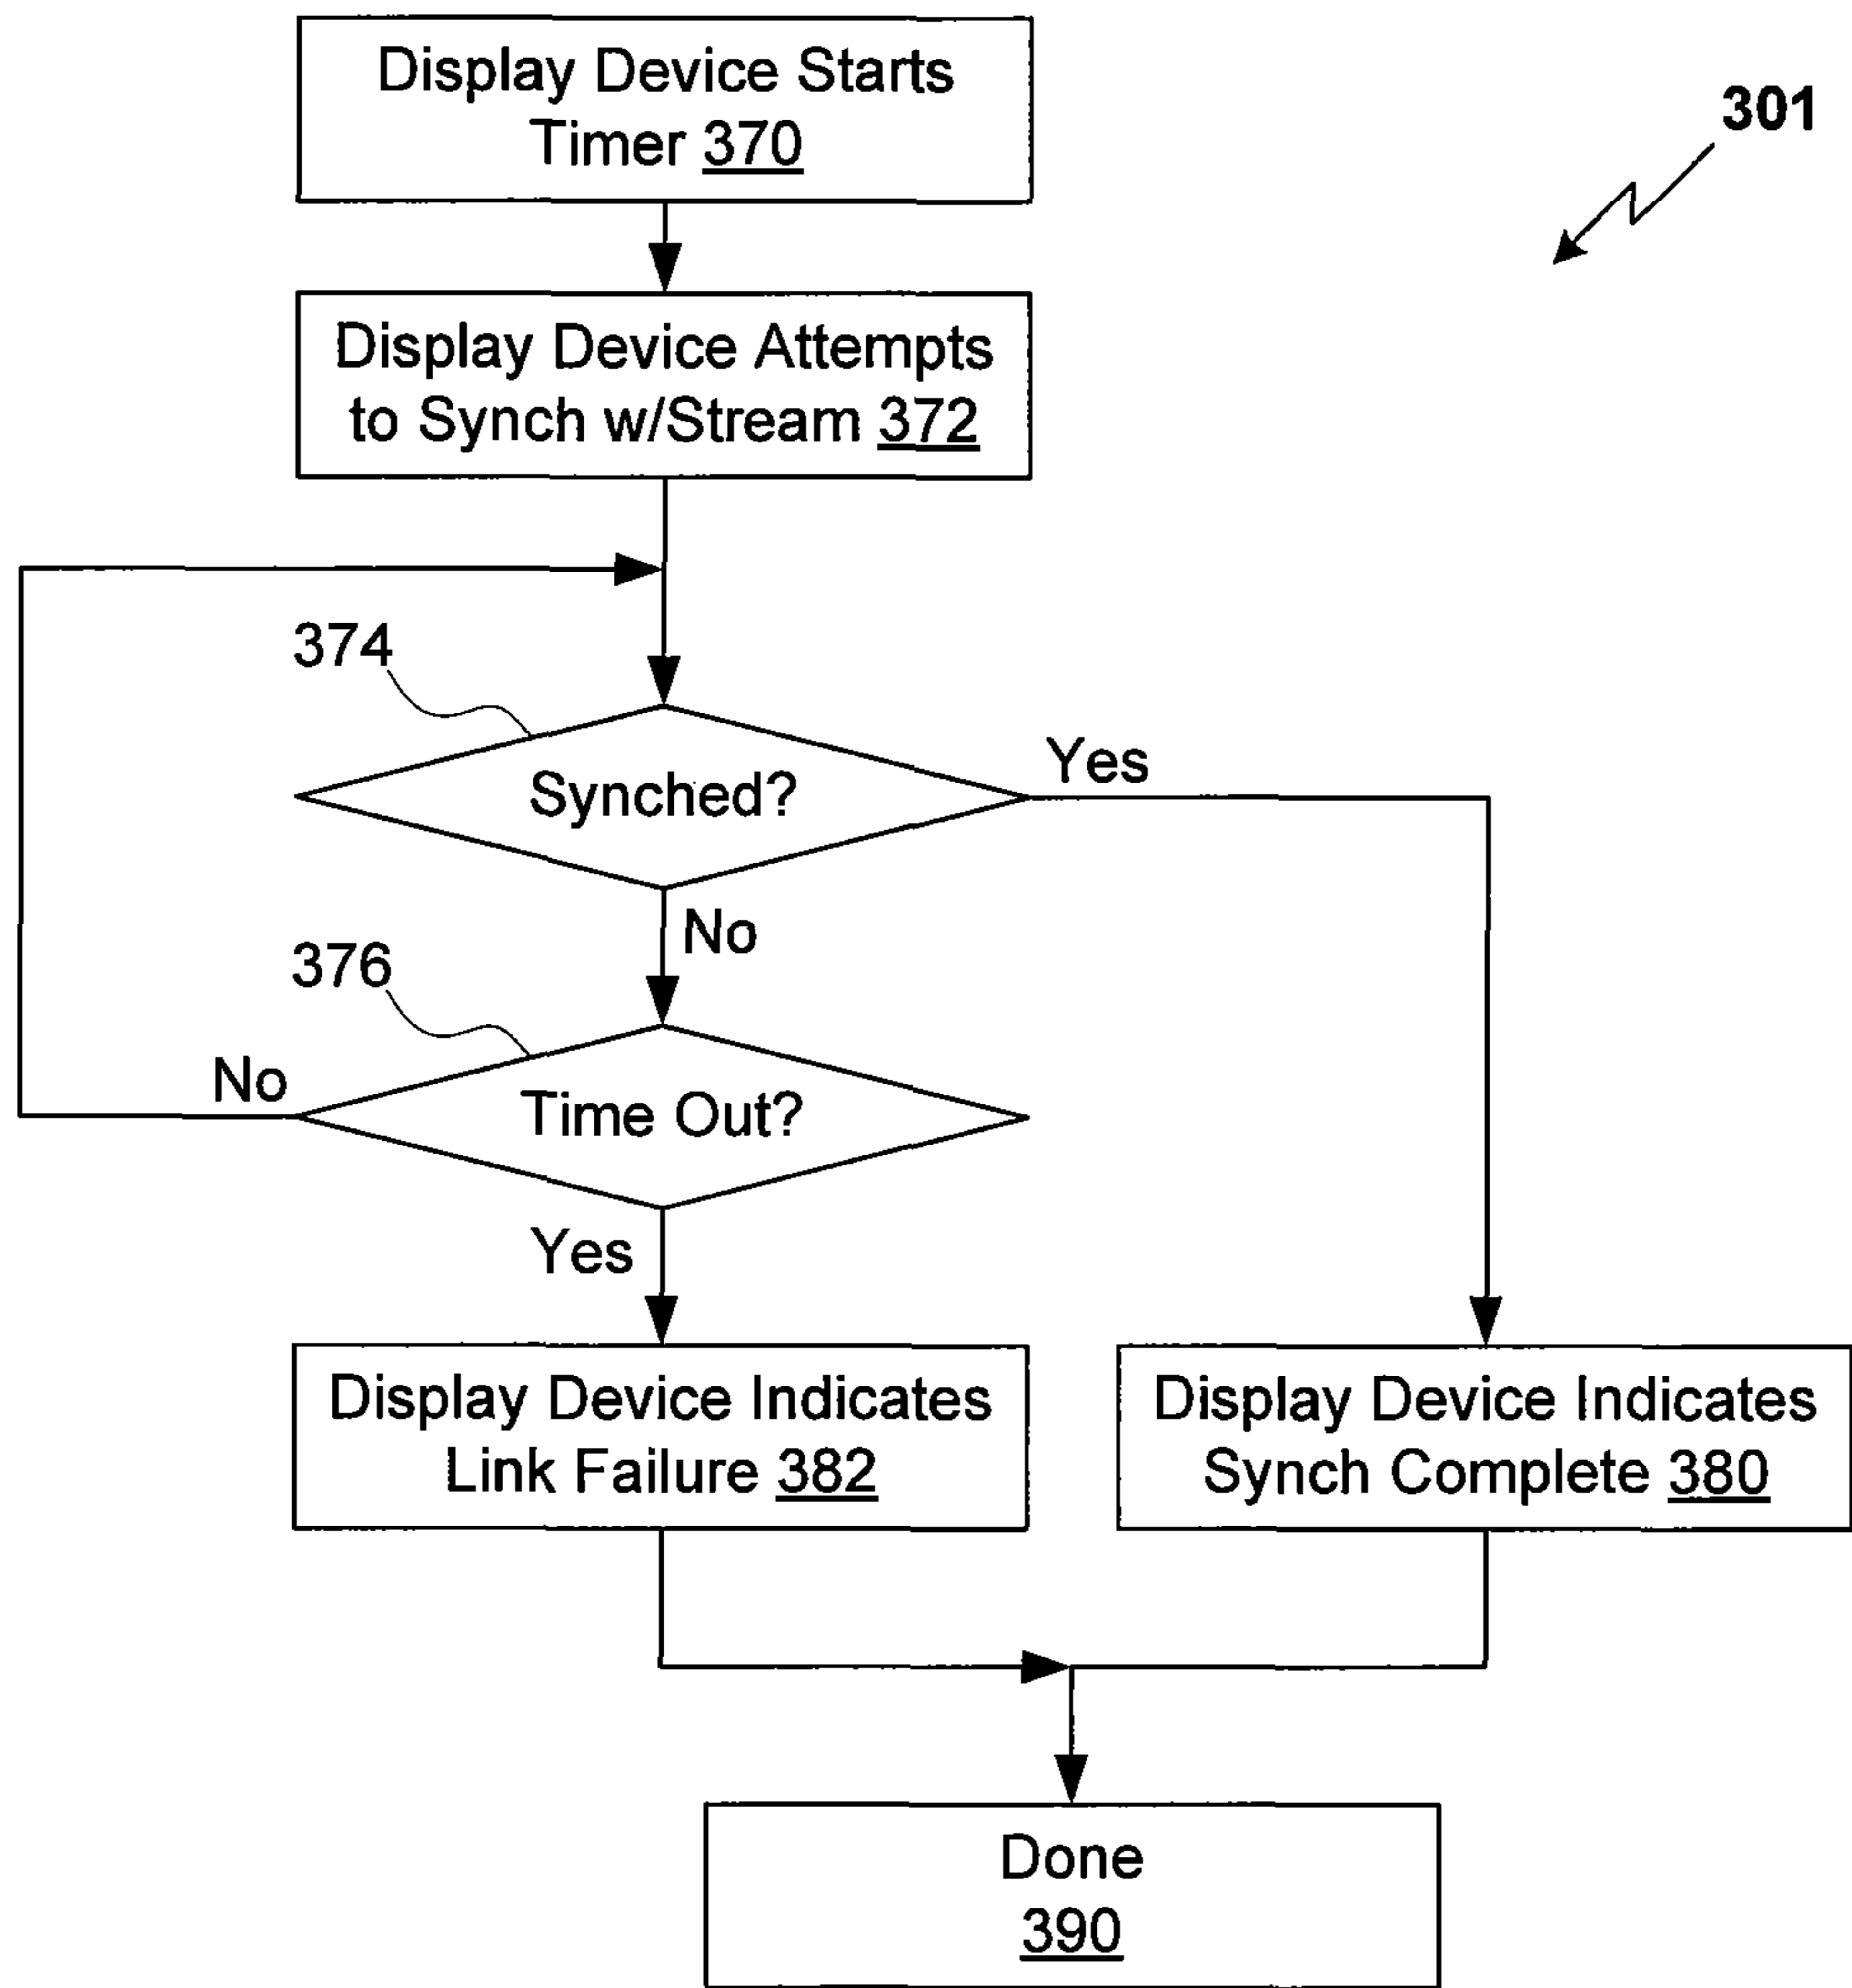 Display Device Starts
Timer 370
301
Display Device Attempts
to Synch w/Stream 372
374
Synched?
Yes
No
376
No
Time Out?
Yes
Display Device Indicates
Link Failure 382
Display Device Indicates
Synch Complete 380
Done
390